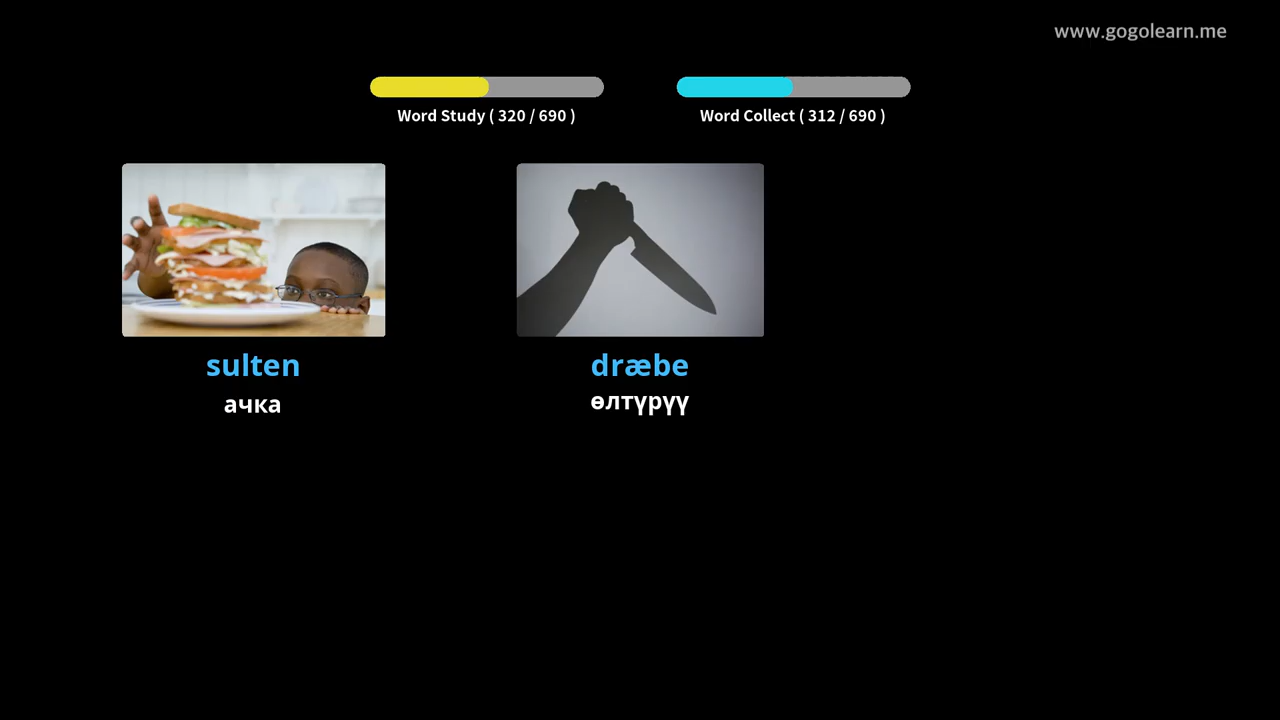 www.gogolearn.me
Word Study ( 320 / 690 )
Word Collect ( 312 / 690 )
sulten
ачка
dræbe
өлтүрүү